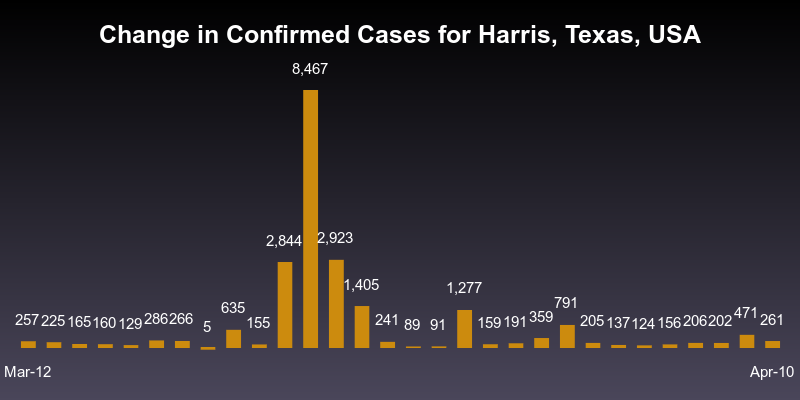 Change in Confirmed Cases for Harris, Texas, USA
8,467
2,844 2,923
1,405
1,277
257 225 165 160 129 286 266 5 635 155 241 89 91 159 191 359 791 205 137 124 156 206 202 471 261
Mar-12 Apr-10